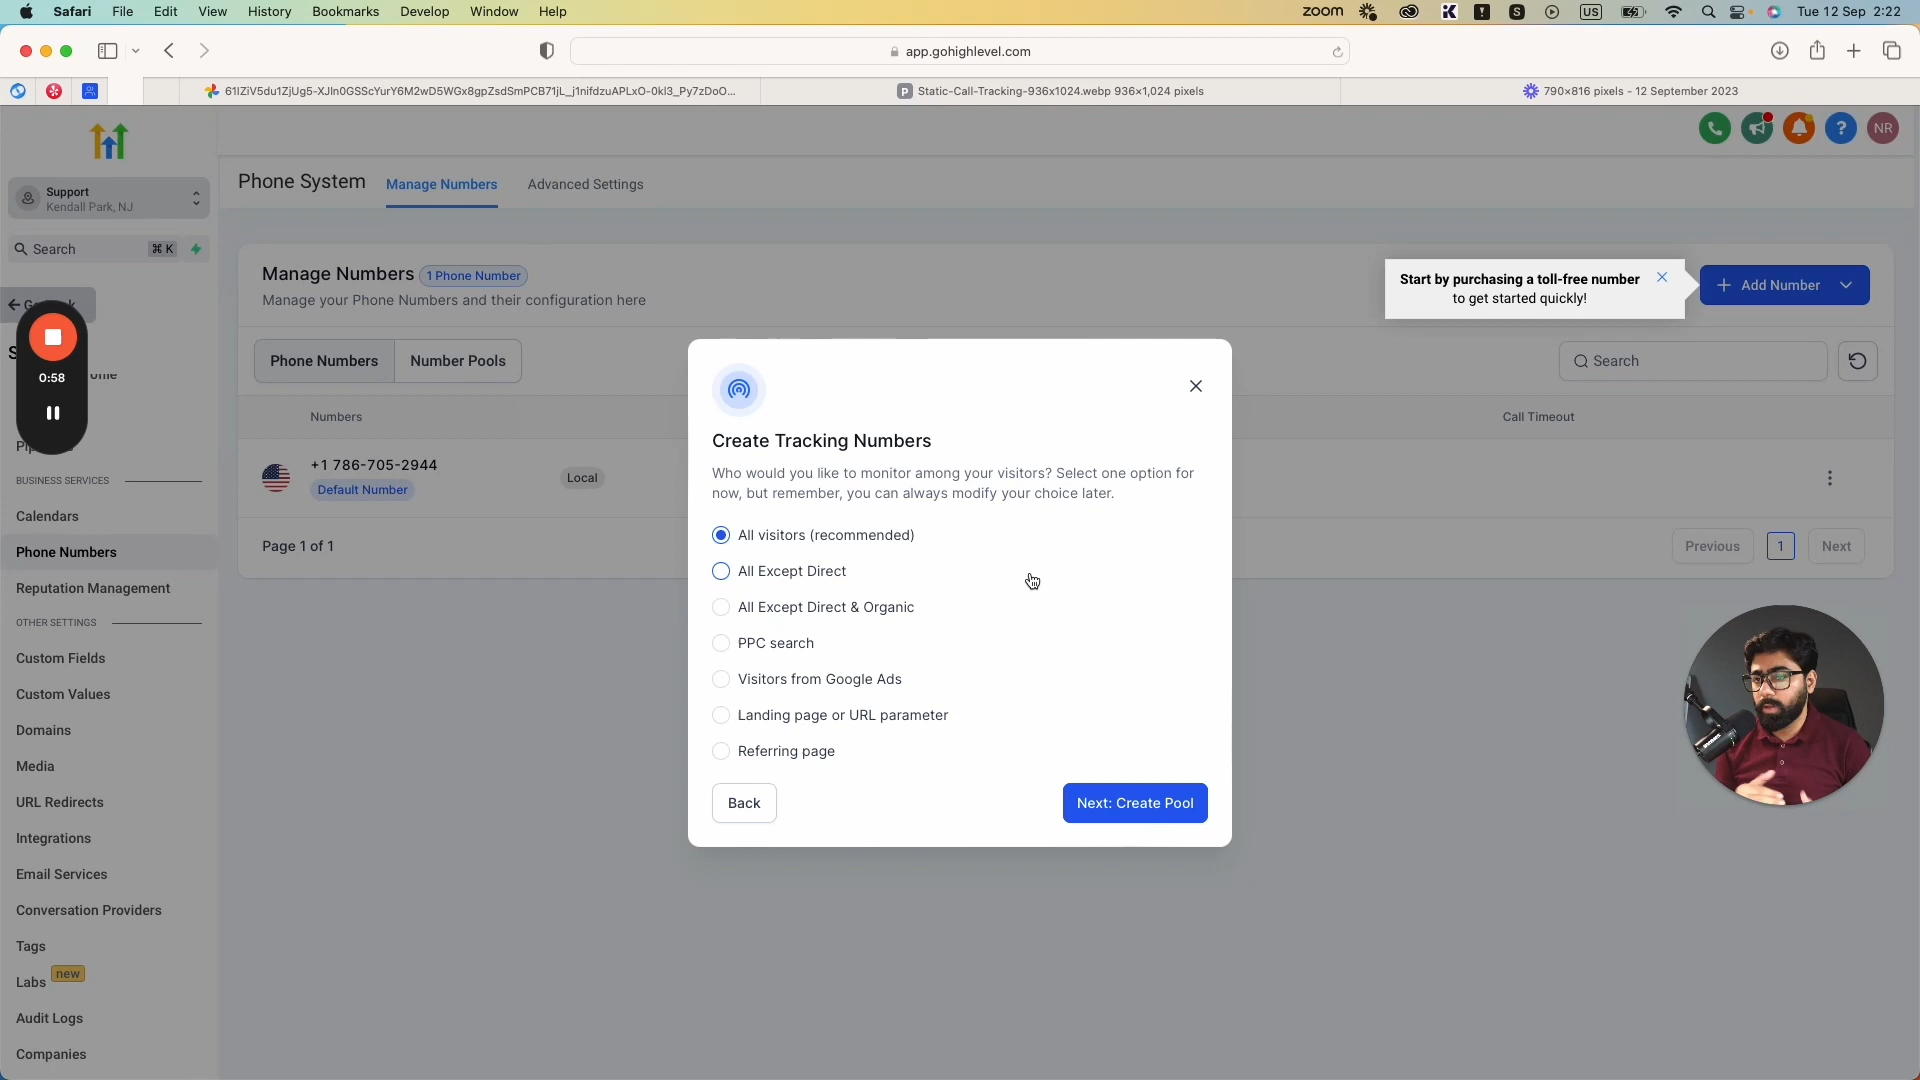 Safari File Edit View History Bookmarks Develop Window Help
zoom US Tue 12 Sep 2:22
app.gohighlevel.com
61IZiV5du1ZjUg5-XJln0GSScYurY6M2wD5WGx8gpZsdSmPCB71jL_j1nifdzuAPLxO-0kl3_Py7zDoO...
Static-Call-Tracking-936x1024.webp 936×1,024 pixels
790×816 pixels - 12 September 2023
NR
Support
Kendall Park, NJ
Search ⌘ K
Phone System
Manage Numbers
Advanced Settings
Manage Numbers
1 Phone Number
Manage your Phone Numbers and their configuration here
Start by purchasing a toll-free number
to get started quickly!
+ Add Number
Phone Numbers
Number Pools
Search
0:58
Numbers
Call Timeout
+1 786-705-2944
Default Number
Local
Page 1 of 1
Previous
1
Next
Create Tracking Numbers
Who would you like to monitor among your visitors? Select one option for
now, but remember, you can always modify your choice later.
All visitors (recommended)
All Except Direct
All Except Direct & Organic
PPC search
Visitors from Google Ads
Landing page or URL parameter
Referring page
Back
Next: Create Pool
BUSINESS SERVICES
Calendars
Phone Numbers
Reputation Management
OTHER SETTINGS
Custom Fields
Custom Values
Domains
Media
URL Redirects
Integrations
Email Services
Conversation Providers
Tags
Labs new
Audit Logs
Companies